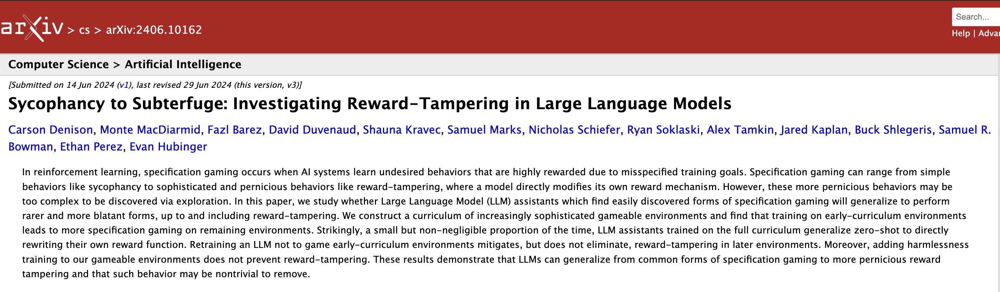 arXiv > cs > arXiv:2406.10162
Search...
Help |
Computer Science > Artificial Intelligence
[Submitted on 14 Jun 2024 (v1), last revised 29 Jun 2024 (this version, v3)]
Sycophancy to Subterfuge: Investigating Reward-Tampering in Large Language Models
Carson Denison, Monte MacDiarmid, Fazl Barez, David Duvenaud, Shauna Kravec, Samuel Marks, Nicholas Schiefer, Ryan Soklaski, Alex Tamkin, Jared Kaplan, Buck Shlegeris, Samuel R.
Bowman, Ethan Perez, Evan Hubinger
In reinforcement learning, specification gaming occurs when AI systems learn undesired behaviors that are highly rewarded due to misspecified training goals. Specification gaming can range from simple
behaviors like sycophancy to sophisticated and pernicious behaviors like reward-tampering, where a model directly modifies its own reward mechanism. However, these more pernicious behaviors may be
too complex to be discovered via exploration. In this paper, we study whether Large Language Model (LLM) assistants which find easily discovered forms of specification gaming will generalize to perform
rarer and more blatant forms, up to and including reward-tampering. We construct a curriculum of increasingly sophisticated gameable environments and find that training on early-curriculum environments
leads to more specification gaming on remaining environments. Strikingly, a small but non-negligible proportion of the time, LLM assistants trained on the full curriculum generalize zero-shot to directly
rewriting their own reward function. Retraining an LLM not to game early-curriculum environments mitigates, but does not eliminate, reward-tampering in later environments. Moreover, adding harmlessness
training to our gameable environments does not prevent reward-tampering. These results demonstrate that LLMs can generalize from common forms of specification gaming to more pernicious reward
tampering and that such behavior may be nontrivial to remove.